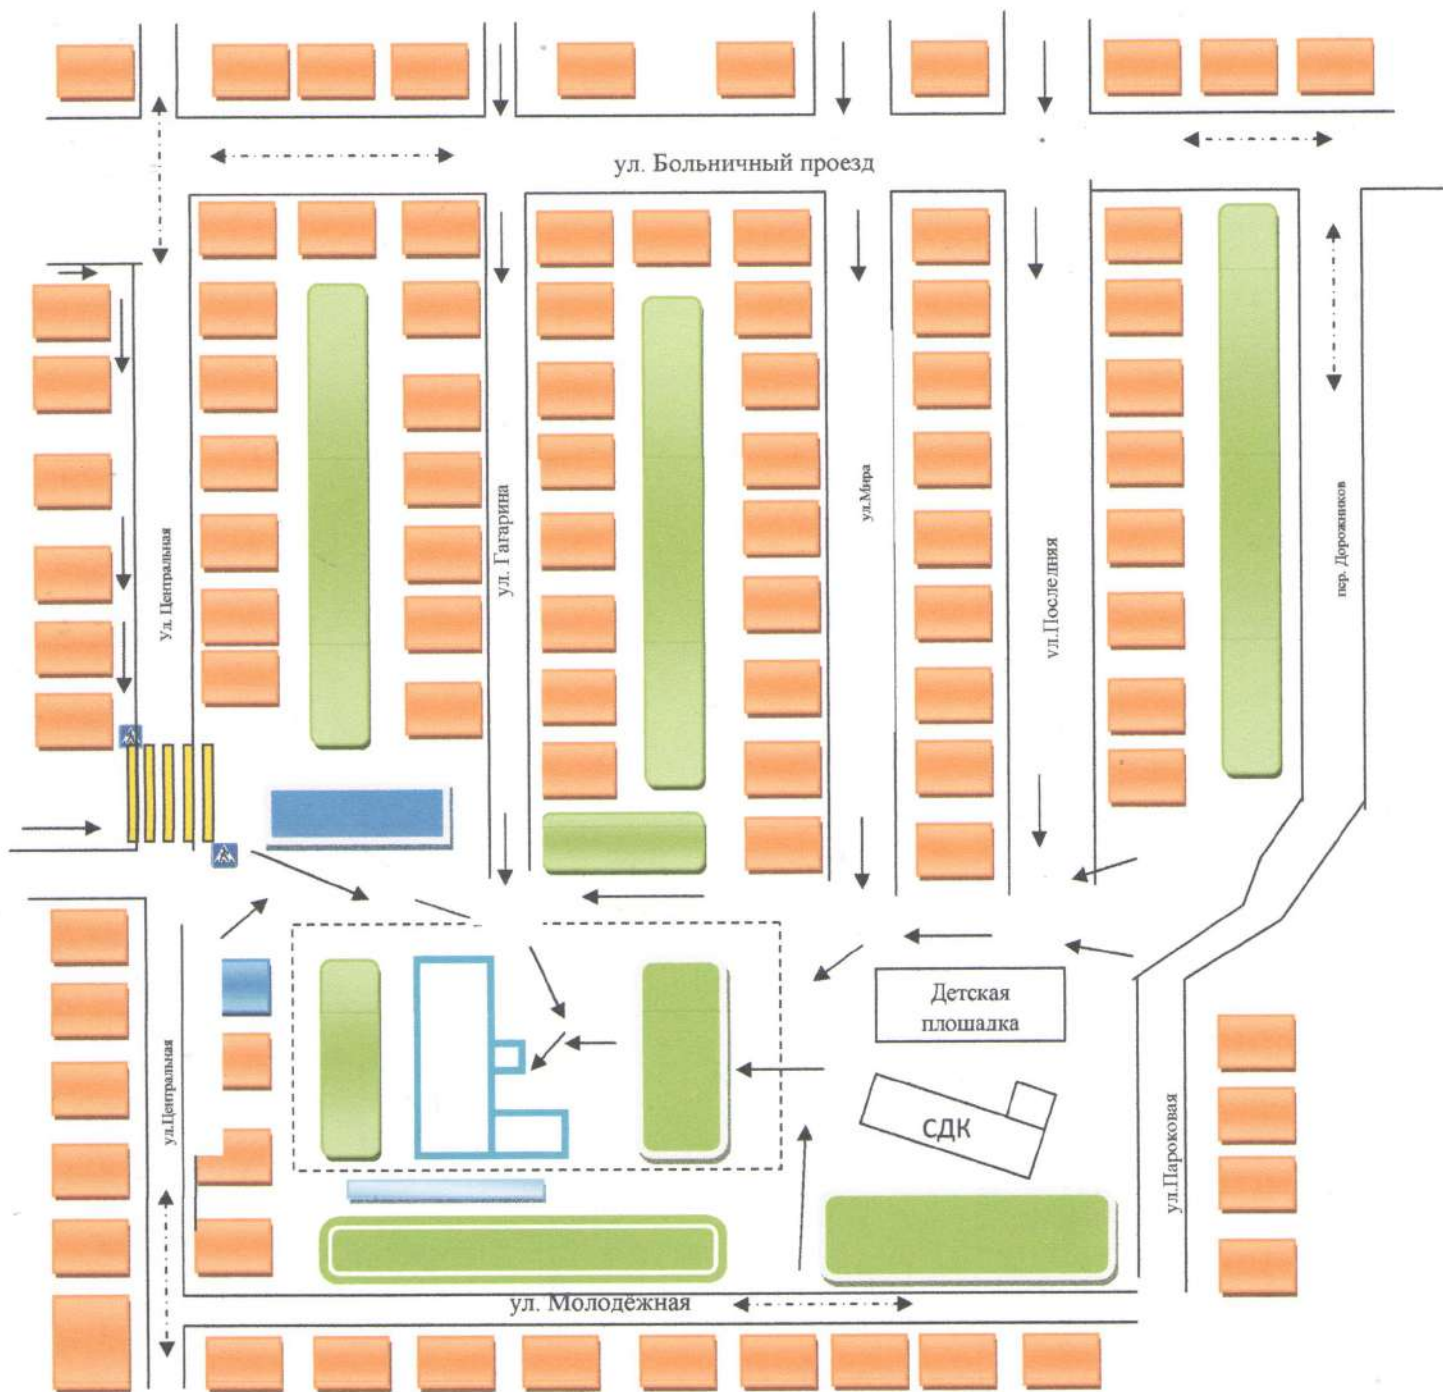 ул. Больничный проезд
Ул. Центральная
ул. Гагарина
ул.Мира
ул.Последняя
пер. Дорожников
Детская
плошадка
СДК
ул.Центральная
ул.Пароковая
ул. Молодёжная